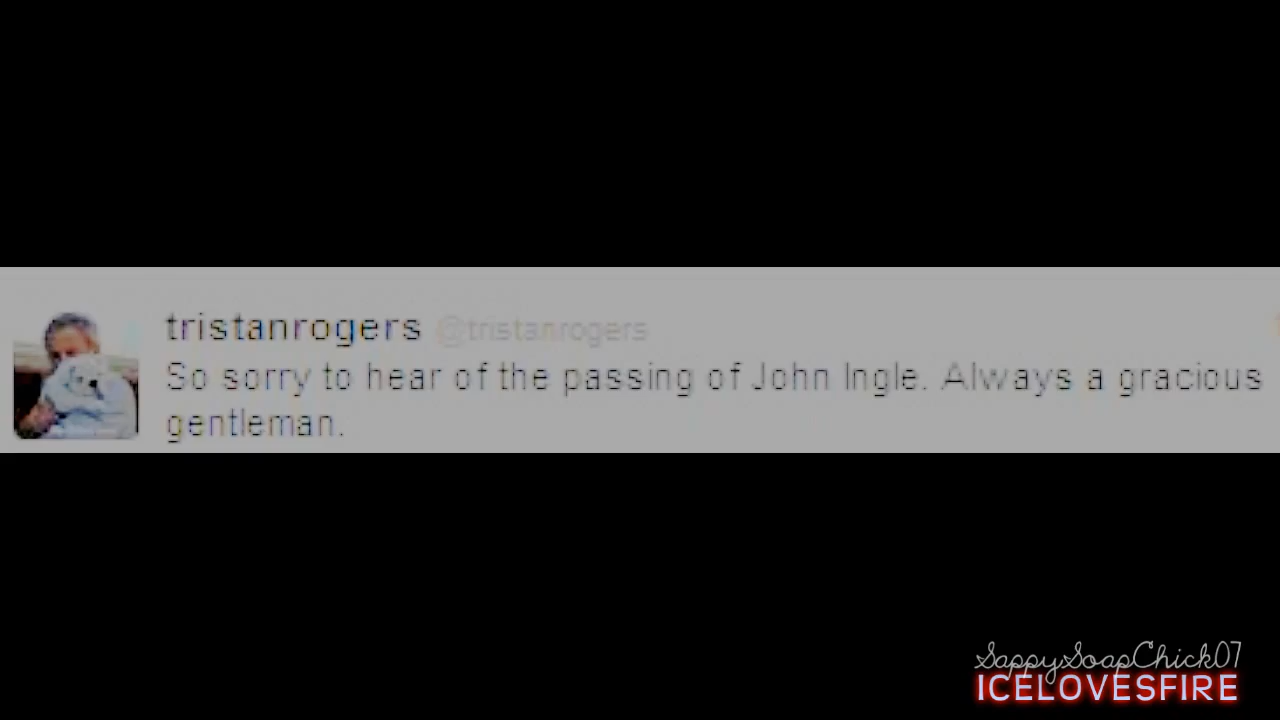 tristanrogers @tristanrogers
So sorry to hear of the passing of John Ingle. Always a gracious
gentleman.
SappySoapChick07
ICELOVESFIRE